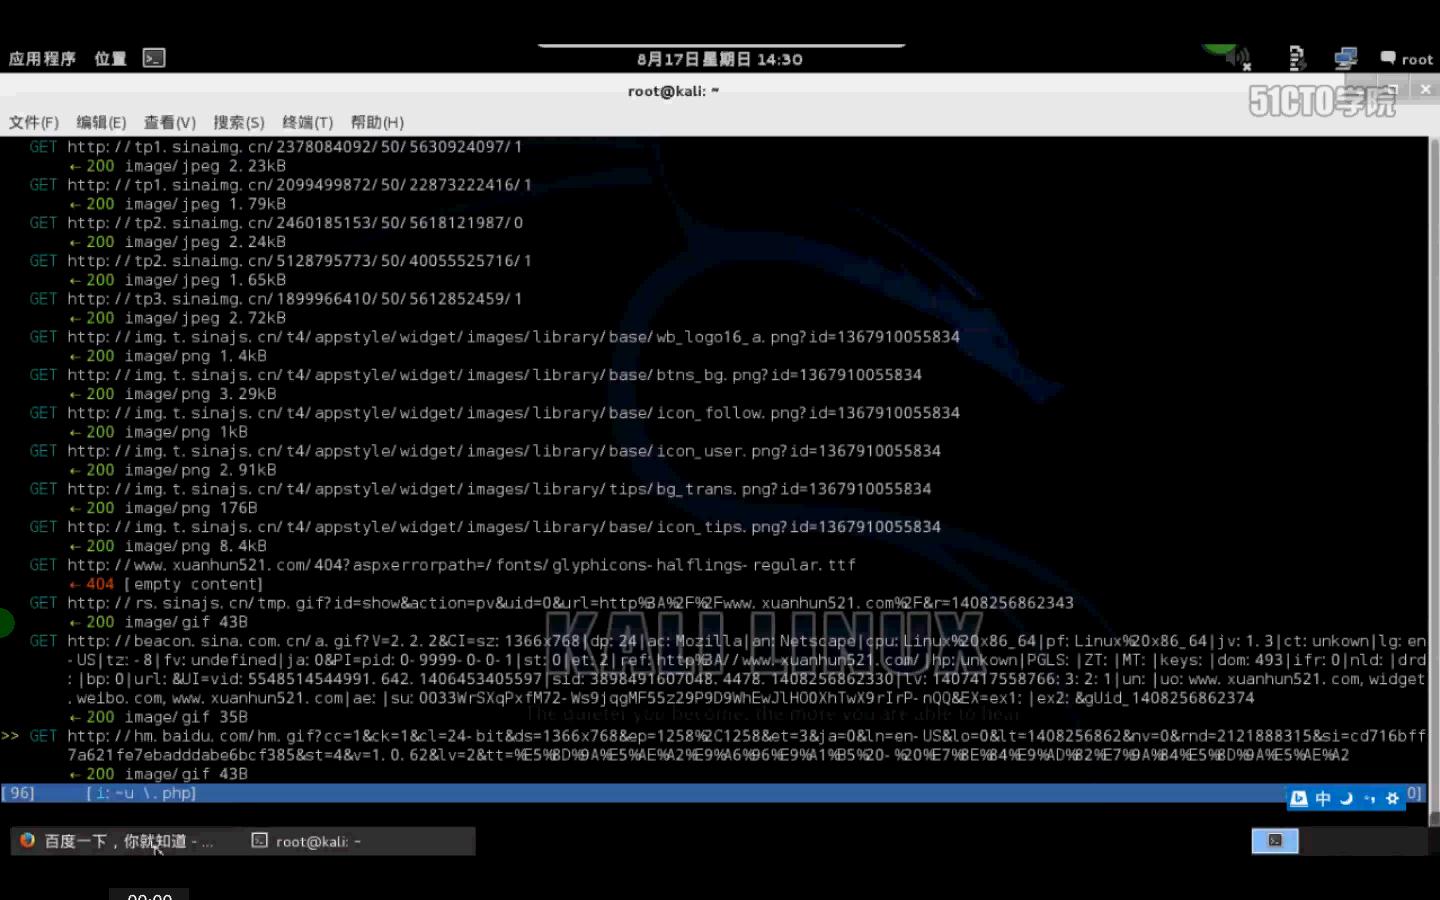 应用程序 位置 8月17日星期日 14:30 root
root@kali: ~
51CTO学院
文件(F) 编辑(E) 查看(V) 搜索(S) 终端(T) 帮助(H)
GET http://tp1.sinaimg.cn/2378084092/50/5630924097/1
← 200 image/jpeg 2.23kB
GET http://tp1.sinaimg.cn/2099499872/50/22873222416/1
← 200 image/jpeg 1.79kB
GET http://tp2.sinaimg.cn/2460185153/50/5618121987/0
← 200 image/jpeg 2.24kB
GET http://tp2.sinaimg.cn/5128795773/50/40055525716/1
← 200 image/jpeg 1.65kB
GET http://tp3.sinaimg.cn/1899966410/50/5612852459/1
← 200 image/jpeg 2.72kB
GET http://img.t.sinajs.cn/t4/appstyle/widget/images/library/base/wb_logo16_a.png?id=1367910055834
← 200 image/png 1.4kB
GET http://img.t.sinajs.cn/t4/appstyle/widget/images/library/base/btns_bg.png?id=1367910055834
← 200 image/png 3.29kB
GET http://img.t.sinajs.cn/t4/appstyle/widget/images/library/base/icon_follow.png?id=1367910055834
← 200 image/png 1kB
GET http://img.t.sinajs.cn/t4/appstyle/widget/images/library/base/icon_user.png?id=1367910055834
← 200 image/png 2.91kB
GET http://img.t.sinajs.cn/t4/appstyle/widget/images/library/tips/bg_trans.png?id=1367910055834
← 200 image/png 176B
GET http://img.t.sinajs.cn/t4/appstyle/widget/images/library/base/icon_tips.png?id=1367910055834
← 200 image/png 8.4kB
GET http://www.xuanhun521.com/404?aspxerrorpath=/fonts/glyphicons-halflings-regular.ttf
← 404 [empty content]
GET http://rs.sinajs.cn/tmp.gif?id=show&action=pv&uid=0&url=http%3A%2F%2Fwww.xuanhun521.com%2F&r=1408256862343
← 200 image/gif 43B
GET http://beacon.sina.com.cn/a.gif?V=2.2.2&CI=sz:1366x768|dp:24|ac:Mozilla|an:Netscape|cpu:Linux%20x86_64|pf:Linux%20x86_64|jv:1.3|ct:unkown|lg:en
-US|tz:-8|fv:undefined|ja:0&PI=pid:0-9999-0-0-1|st:0|et:2|ref:http%3A//www.xuanhun521.com/|hp:unkown|PGLS:|ZT:|MT:|keys:|dom:493|ifr:0|nld:|drd
:|bp:0|url:&UI=vid:5548514544991.642.1406453405597|sid:3898491607048.4478.1408256862330|lv:1407417558766:3:2:1|un:|uo:www.xuanhun521.com,widget
.weibo.com,www.xuanhun521.com|ae:|su:0033WrSXqPxfM72-Ws9jqgMF55z29P9D9WhEwJlHO0XhTwX9rIrP-nQQ&EX=ex1:|ex2:&gUid_1408256862374
← 200 image/gif 35B
>> GET http://hm.baidu.com/hm.gif?cc=1&ck=1&cl=24-bit&ds=1366x768&ep=1258%2C1258&et=3&ja=0&ln=en-US&lo=0&lt=1408256862&nv=0&rnd=2121888315&si=cd716bff
7a621fe7ebadddabe6bcf385&st=4&v=1.0.62&lv=2&tt=%E5%8D%9A%E5%AE%A2%E9%A6%96%E9%A1%B5%20-%20%E7%8E%84%E9%AD%82%E7%9A%84%E5%8D%9A%E5%AE%A2
← 200 image/gif 43B
KALI LINUX
The quieter you become, the more you are able to hear
[96] [i:~u \.php] 0]
中
百度一下，你就知道 - ... root@kali: ~
00:00